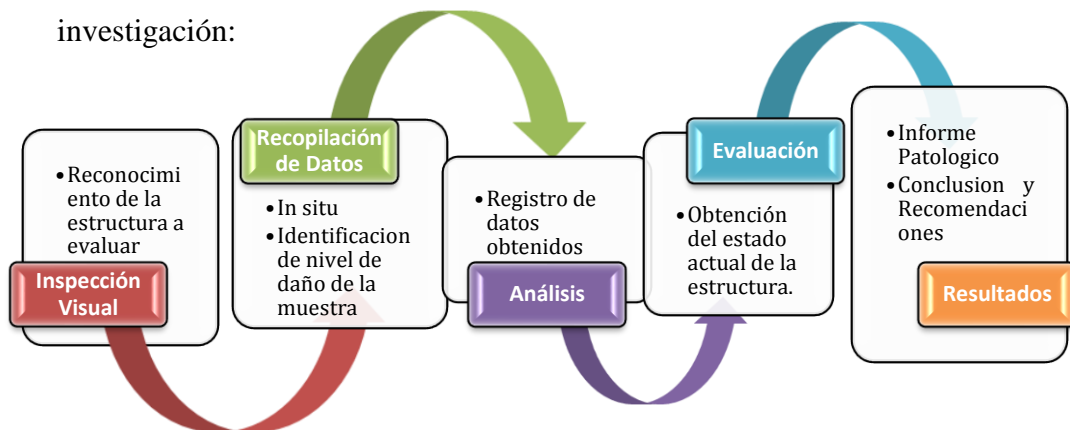 investigación:
• Reconocimi
ento de la
estructura a
evaluar
Inspección
Visual
Recopilación
de Datos
• In situ
• Identificacion
de nivel de
daño de la
muestra
• Registro de
datos
obtenidos
Análisis
Evaluación
• Obtención
del estado
actual de la
estructura.
• Informe
Patologico
• Conclusion y
Recomendaci
ones
Resultados